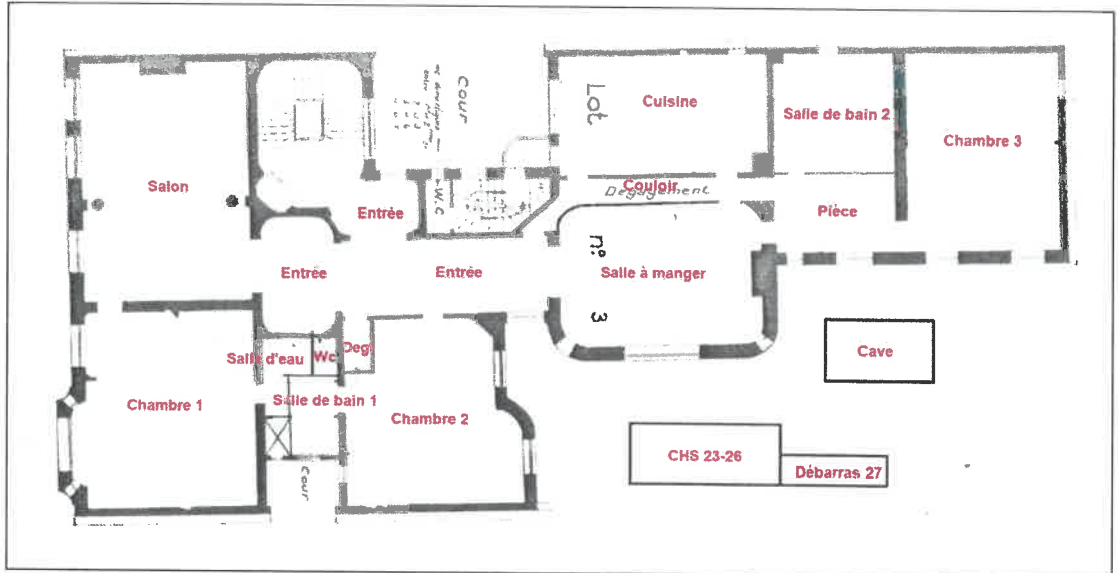 Cour
Lot
Cuisine
Salle de bain 2
Chambre 3
Salon
Couloir
Dégagement
W.C
Entrée
Pièce
Entrée
Entrée
n°
Salle à manger
3
Salle d'eau
Wc
Degt
Cave
Chambre 1
Salle de bain 1
Chambre 2
CHS 23-26
Débarras 27
Cour